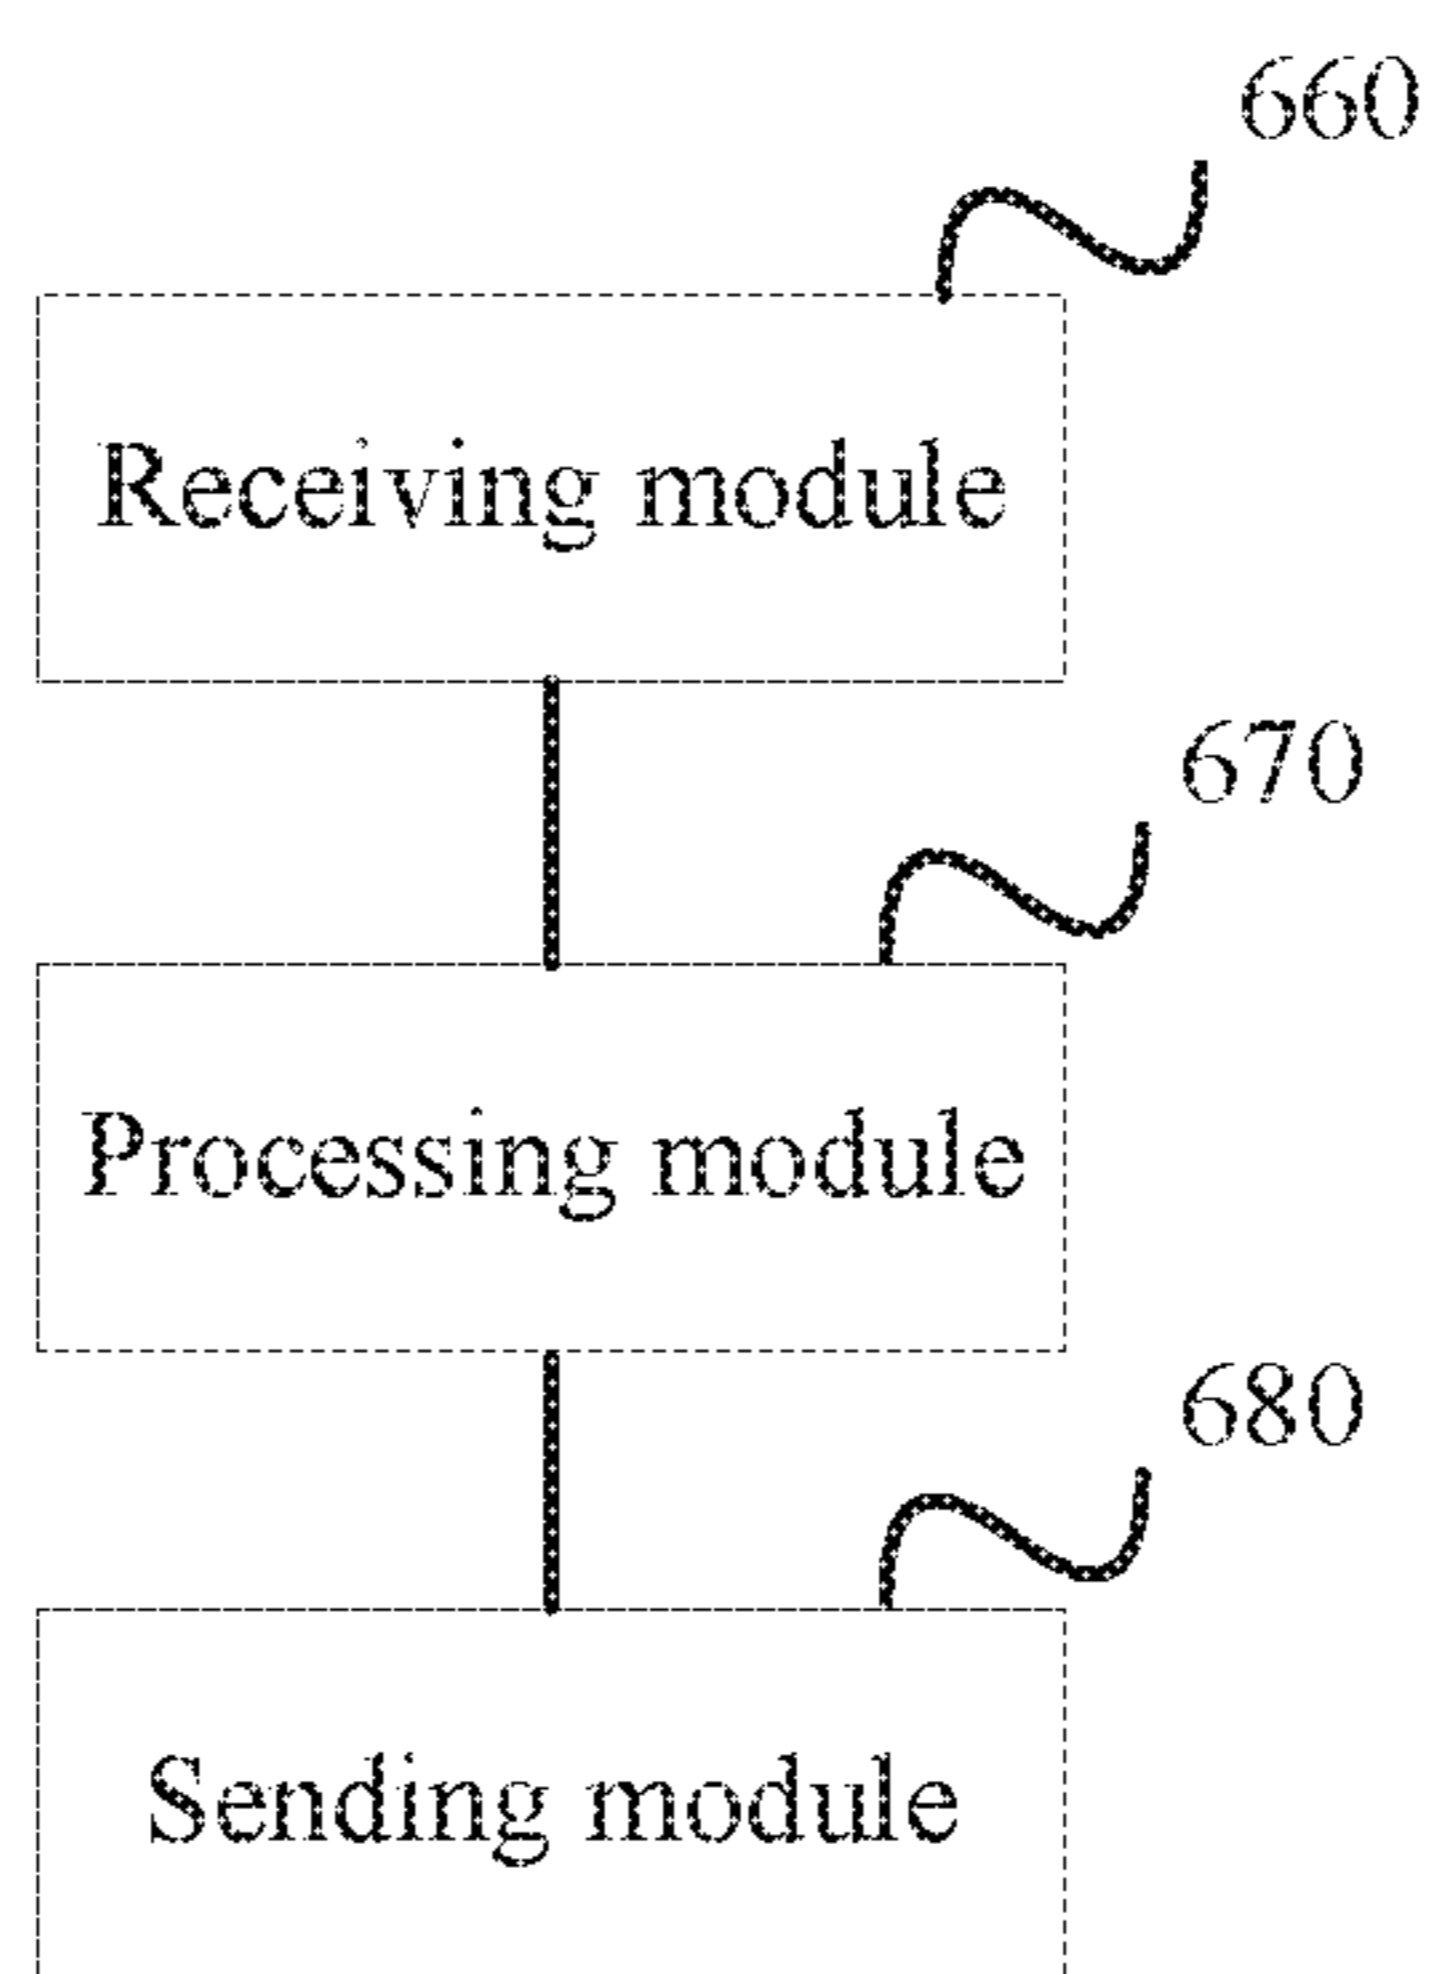 660
Receiving module
670
Processing module
680
Sending module